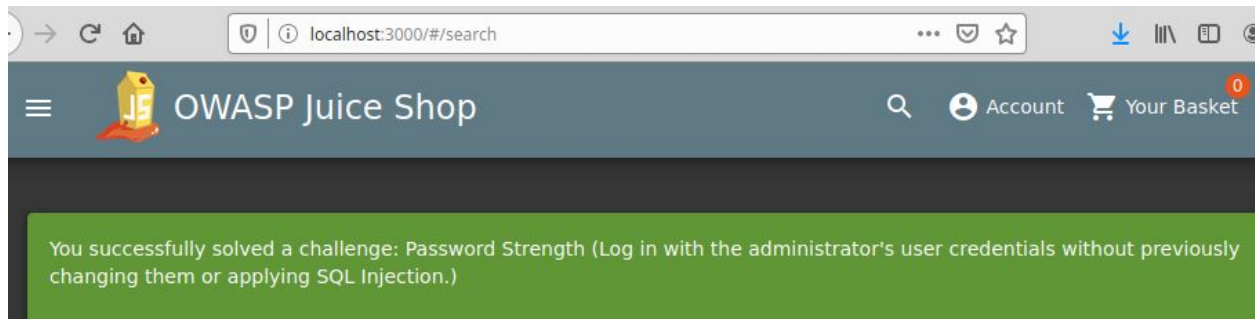 localhost:3000/#/search
JS
OWASP Juice Shop
Account
Your Basket
0
You successfully solved a challenge: Password Strength (Log in with the administrator's user credentials without previously
changing them or applying SQL Injection.)